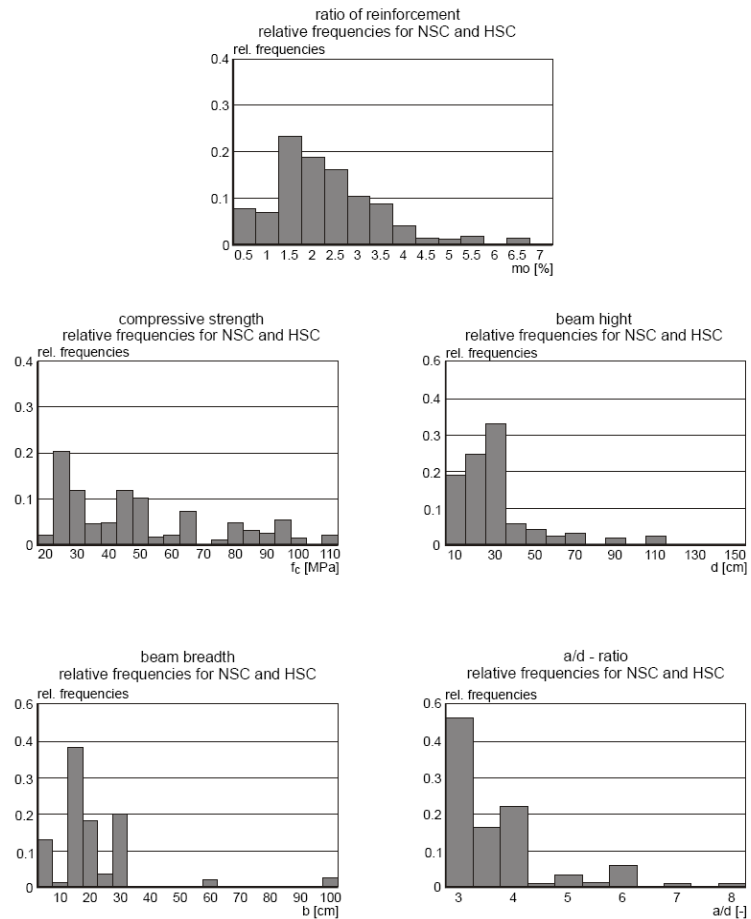 ratio of reinforcement
relative frequencies for NSC and HSC
rel. frequencies
0.4
0.3
0.2
0.1
0
0.5 1 1.5 2 2.5 3 3.5 4 4.5 5 5.5 6 6.5 7
mo [%]
compressive strength
relative frequencies for NSC and HSC
rel. frequencies
0.4
0.3
0.2
0.1
0
20 30 40 50 60 70 80 90 100 110
fc [MPa]
beam hight
relative frequencies for NSC and HSC
rel. frequencies
0.6
0.4
0.3
0.2
0.1
0
10 30 50 70 90 110 130 150
d [cm]
beam breadth
relative frequencies for NSC and HSC
rel. frequencies
0.6
0.4
0.3
0.2
0.1
0
10 20 30 40 50 60 70 80 90 100
b [cm]
a/d - ratio
relative frequencies for NSC and HSC
rel. frequencies
0.6
0.4
0.3
0.2
0.1
0
3 4 5 6 7 8
a/d [-]